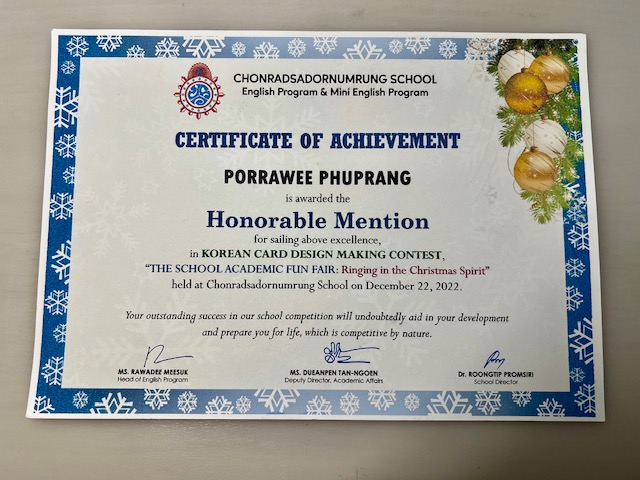 CHONRADSADORNUMRUNG SCHOOL
English Program & Mini English Program
CERTIFICATE OF ACHIEVEMENT
PORRAWEE PHUPRANG
is awarded the
Honorable Mention
for sailing above excellence,
in KOREAN CARD DESIGN MAKING CONTEST,
“THE SCHOOL ACADEMIC FUN FAIR: Ringing in the Christmas Spirit”
held at Chonradsadornumrung School on December 22, 2022.
Your outstanding success in our school competition will undoubtedly aid in your development
and prepare you for life, which is competitive by nature.
MS. RAWADEE MEESUK
Head of English Program
MS. DUEANPEN TAN-NGOEN
Deputy Director, Academic Affairs
Dr. ROONGTIP PROMSIRI
School Director